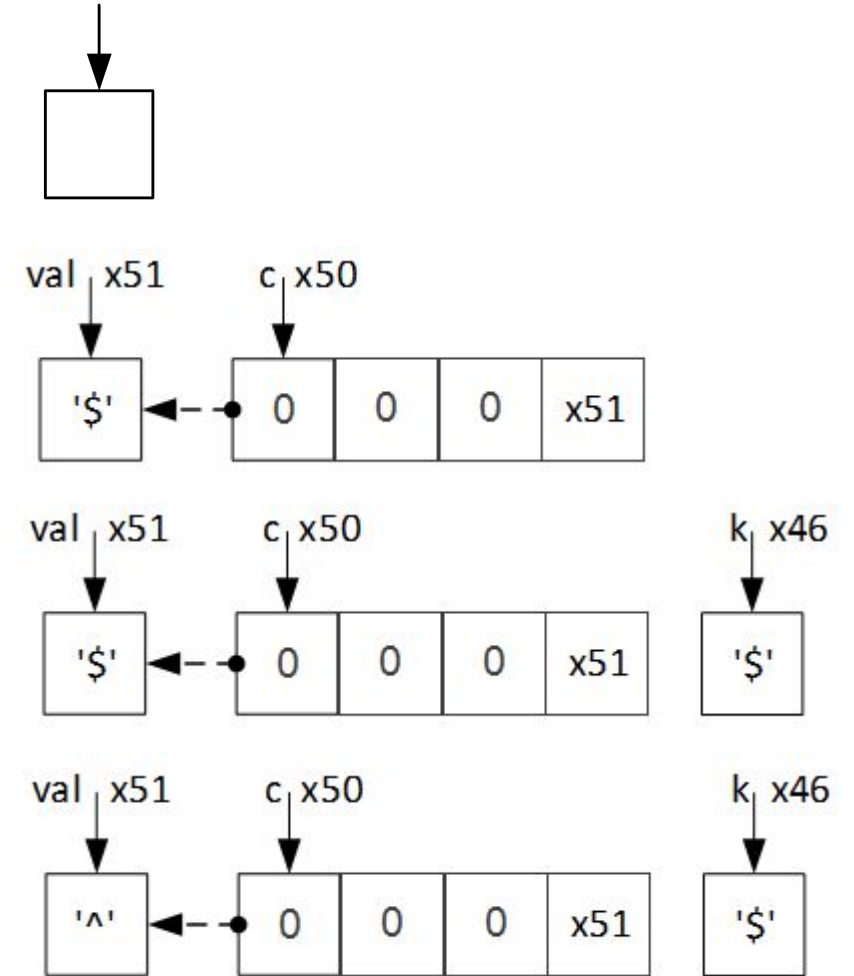 val x51 c x50
'$' 0 0 0 x51
val x51 c x50 k x46
'$' 0 0 0 x51 '$'
val x51 c x50 k x46
'^' 0 0 0 x51 '$'